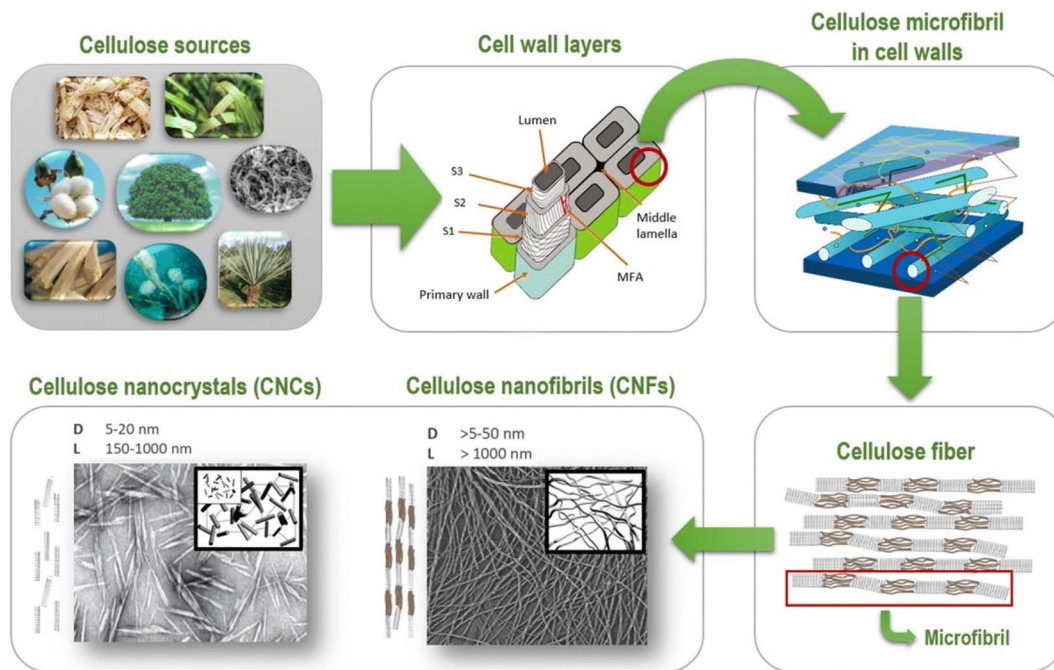 Cellulose sources
Cell wall layers
Cellulose microfibril
in cell walls
Lumen
S3
S2
S1
Primary wall
Middle
lamella
MFA
Cellulose nanocrystals (CNCs)
D 5-20 nm
L 150-1000 nm
Cellulose nanofibrils (CNFs)
D >5-50 nm
L > 1000 nm
Cellulose fiber
Microfibril